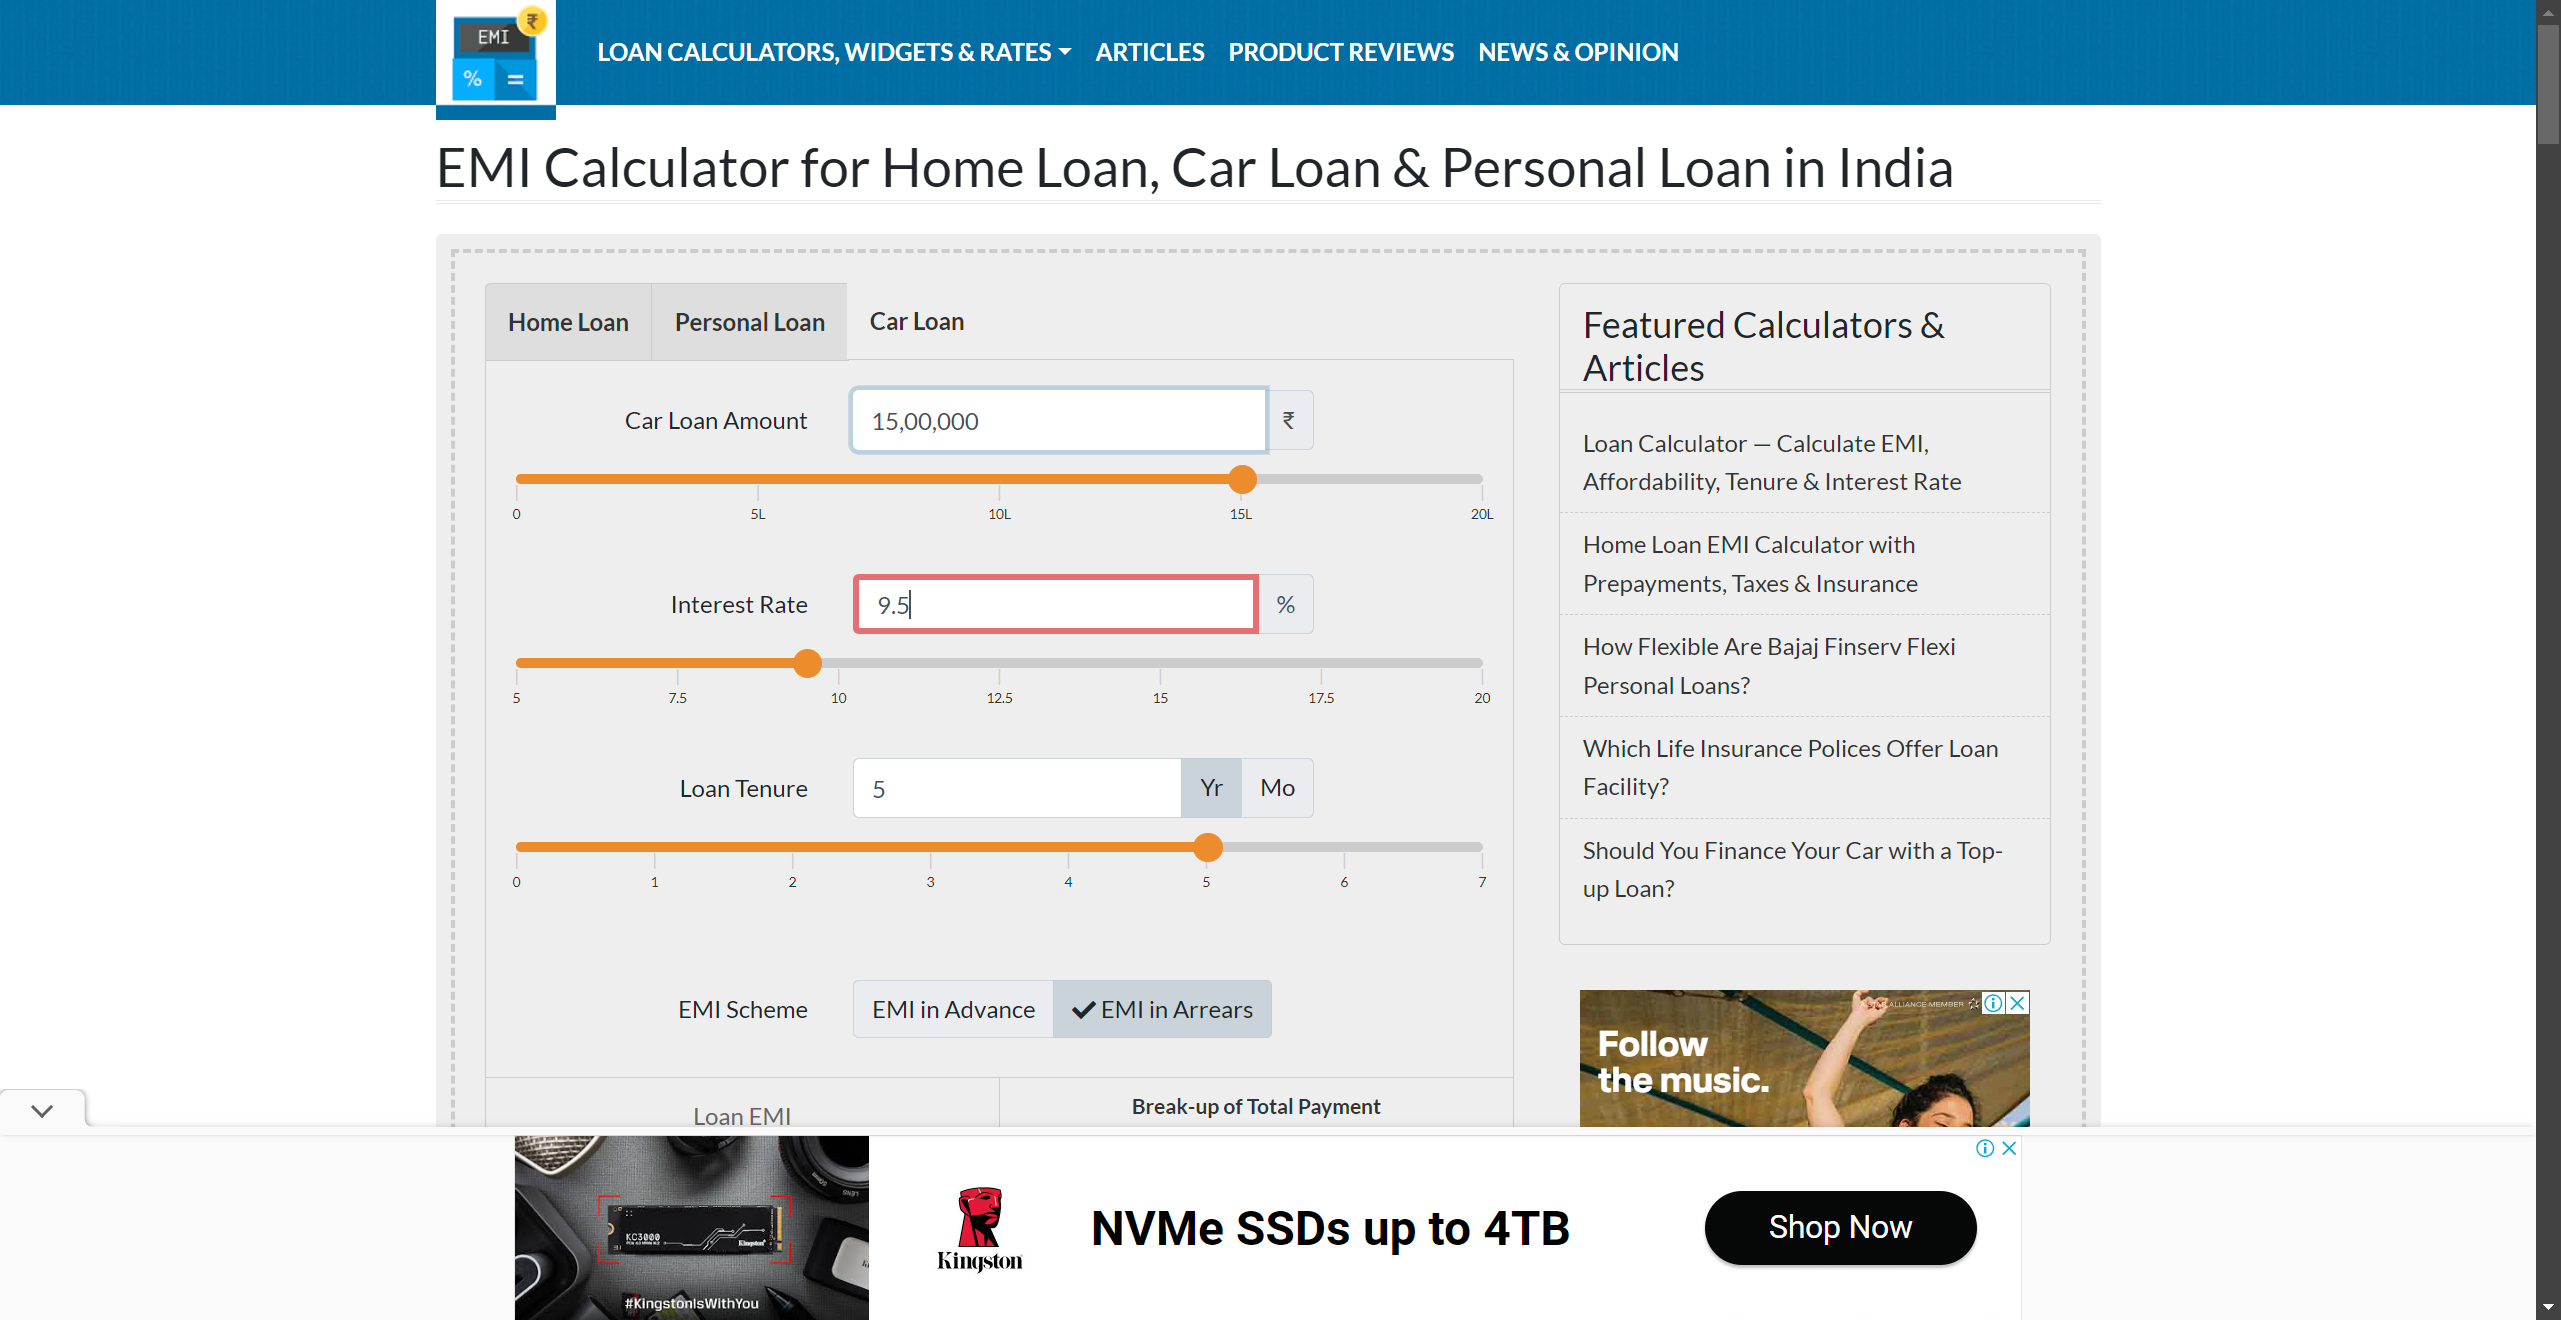 EMI
₹
%
=
LOAN CALCULATORS, WIDGETS & RATES
ARTICLES
PRODUCT REVIEWS
NEWS & OPINION
EMI Calculator for Home Loan, Car Loan & Personal Loan in India
Home Loan
Personal Loan
Car Loan
Car Loan Amount
15,00,000
₹
0
5L
10L
15L
20L
Interest Rate
9.5
%
5
7.5
10
12.5
15
17.5
20
Loan Tenure
5
Yr
Mo
0
1
2
3
4
5
6
7
EMI Scheme
EMI in Advance
EMI in Arrears
Loan EMI
Break-up of Total Payment
Featured Calculators &
Articles
Loan Calculator — Calculate EMI,
Affordability, Tenure & Interest Rate
Home Loan EMI Calculator with
Prepayments, Taxes & Insurance
How Flexible Are Bajaj Finserv Flexi
Personal Loans?
Which Life Insurance Polices Offer Loan
Facility?
Should You Finance Your Car with a Top-
up Loan?
STAR ALLIANCE MEMBER
Follow
the music.
KC3000
Kingston
#KingstonIsWithYou
Kingston
NVMe SSDs up to 4TB
Shop Now